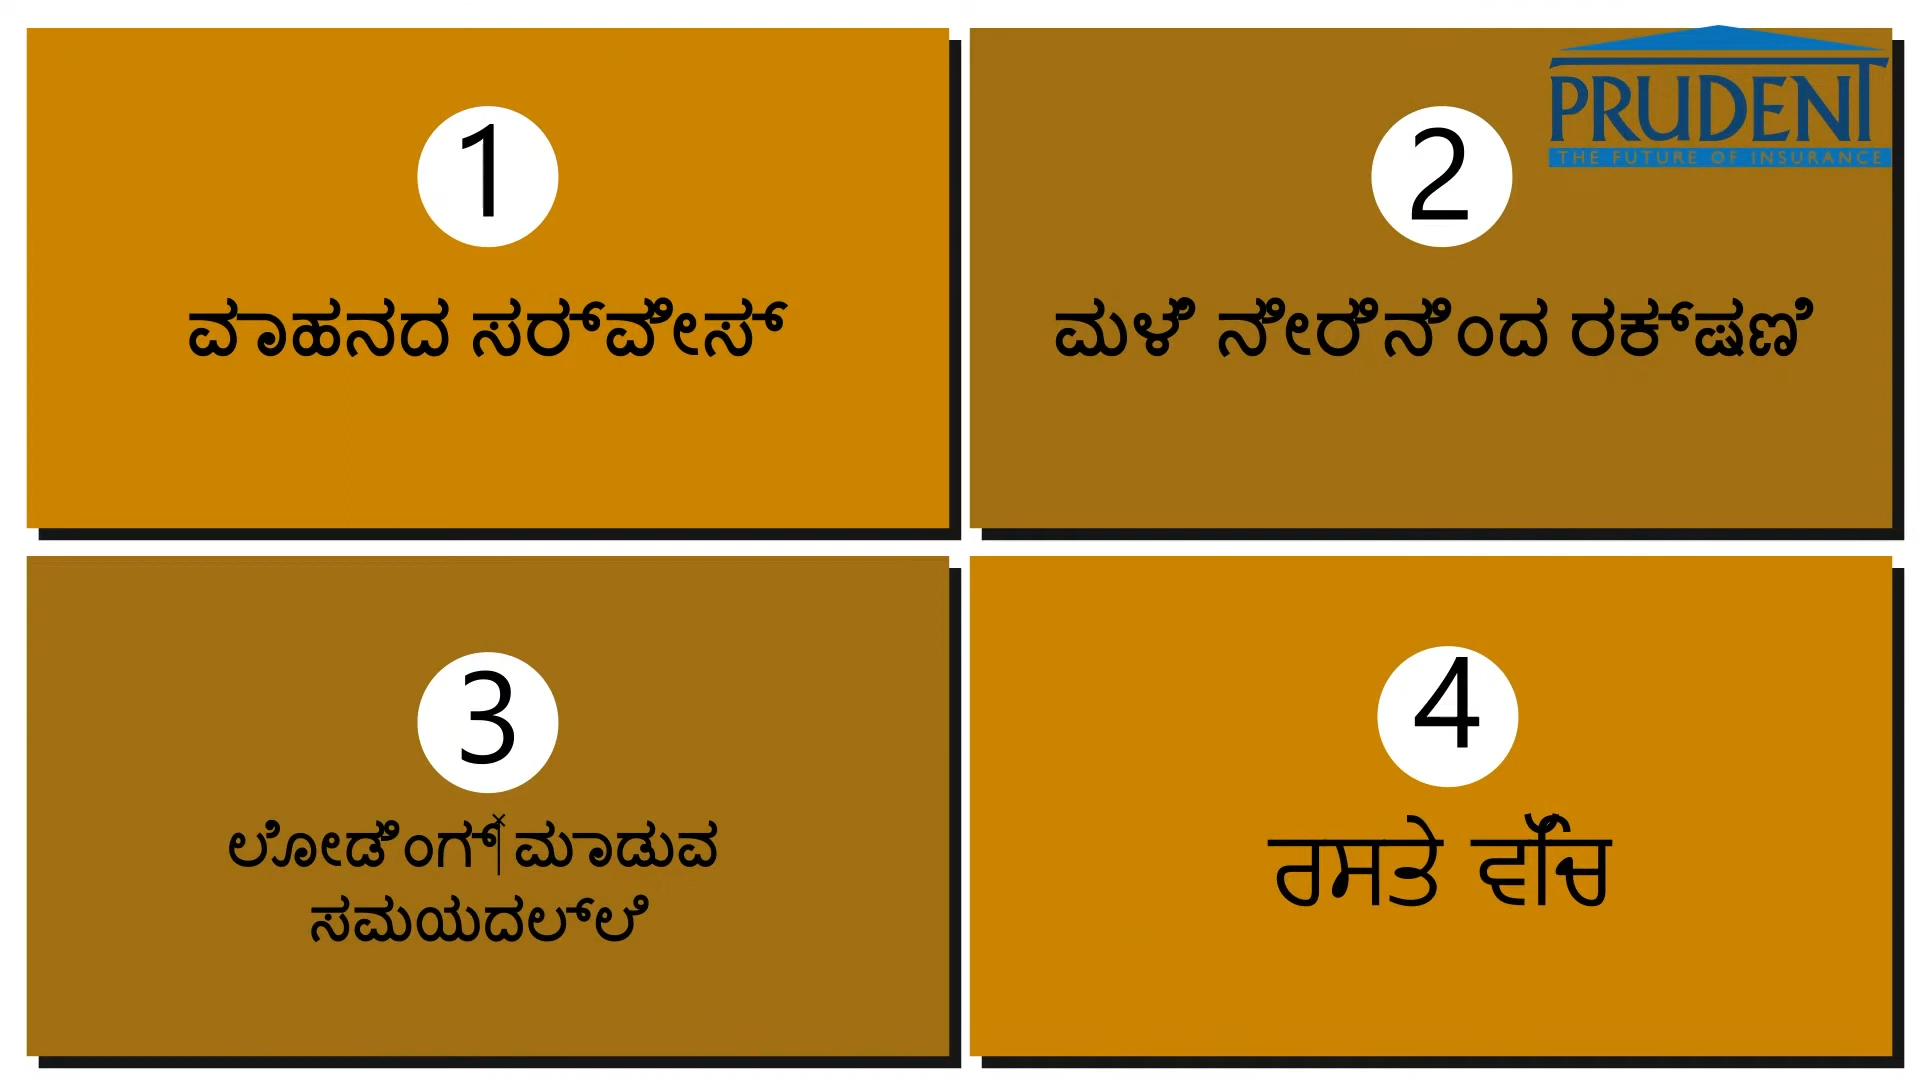 1
ವಾಹನದ ಸರ್ವೀಸ್
2
PRUDENT
THE FUTURE OF INSURANCE
ಮಳೆ ನೀರಿನಿಂದ ರಕ್ಷಣೆ
3
ಲೋಡಿಂಗ್ ಮಾಡುವ
ಸಮಯದಲ್ಲಿ
4
ਰਸਤੇ ਵਿੱਚ